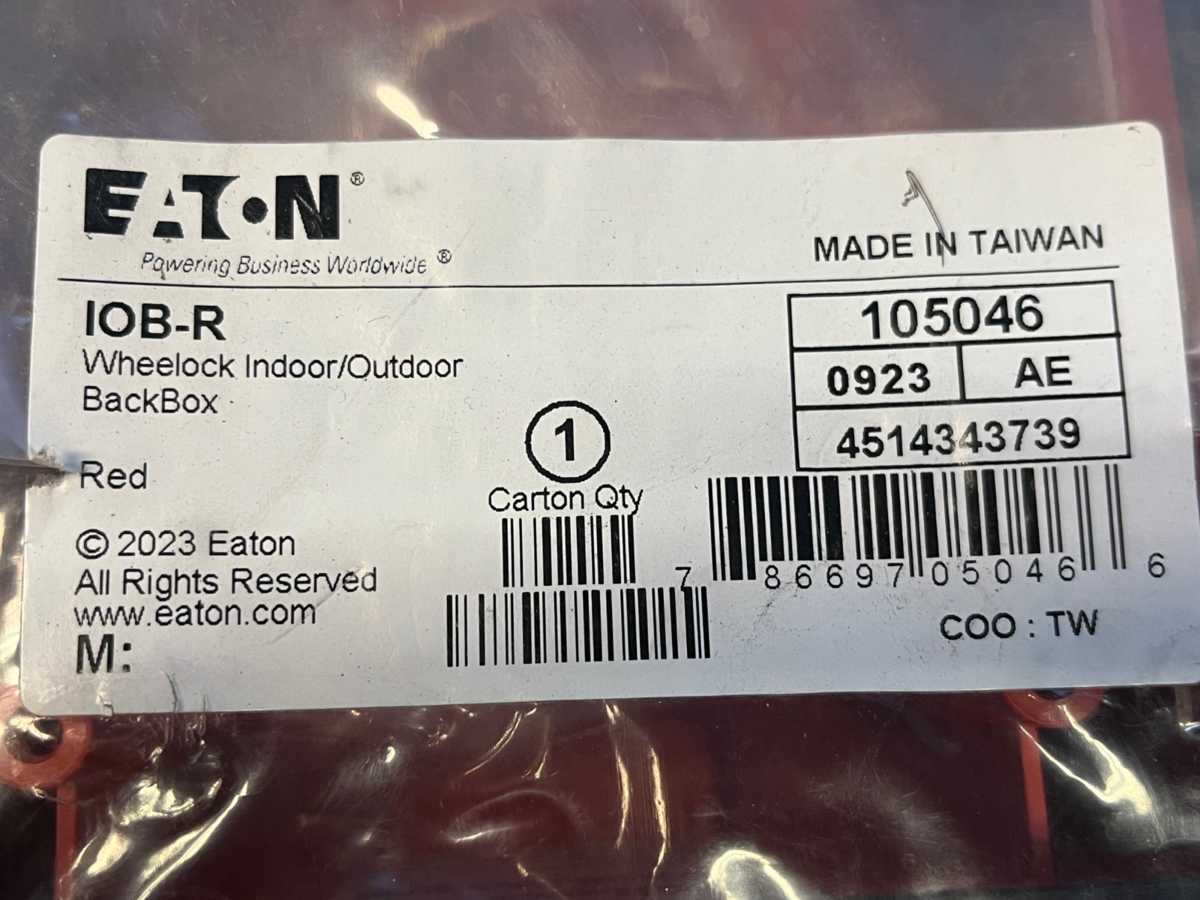 EATON®
Powering Business Worldwide®
MADE IN TAIWAN
IOB-R
Wheelock Indoor/Outdoor
BackBox
Red
© 2023 Eaton
All Rights Reserved
www.eaton.com
M:
1
Carton Qty
105046
0923 AE
4514343739
7 86697 05046 6
COO : TW